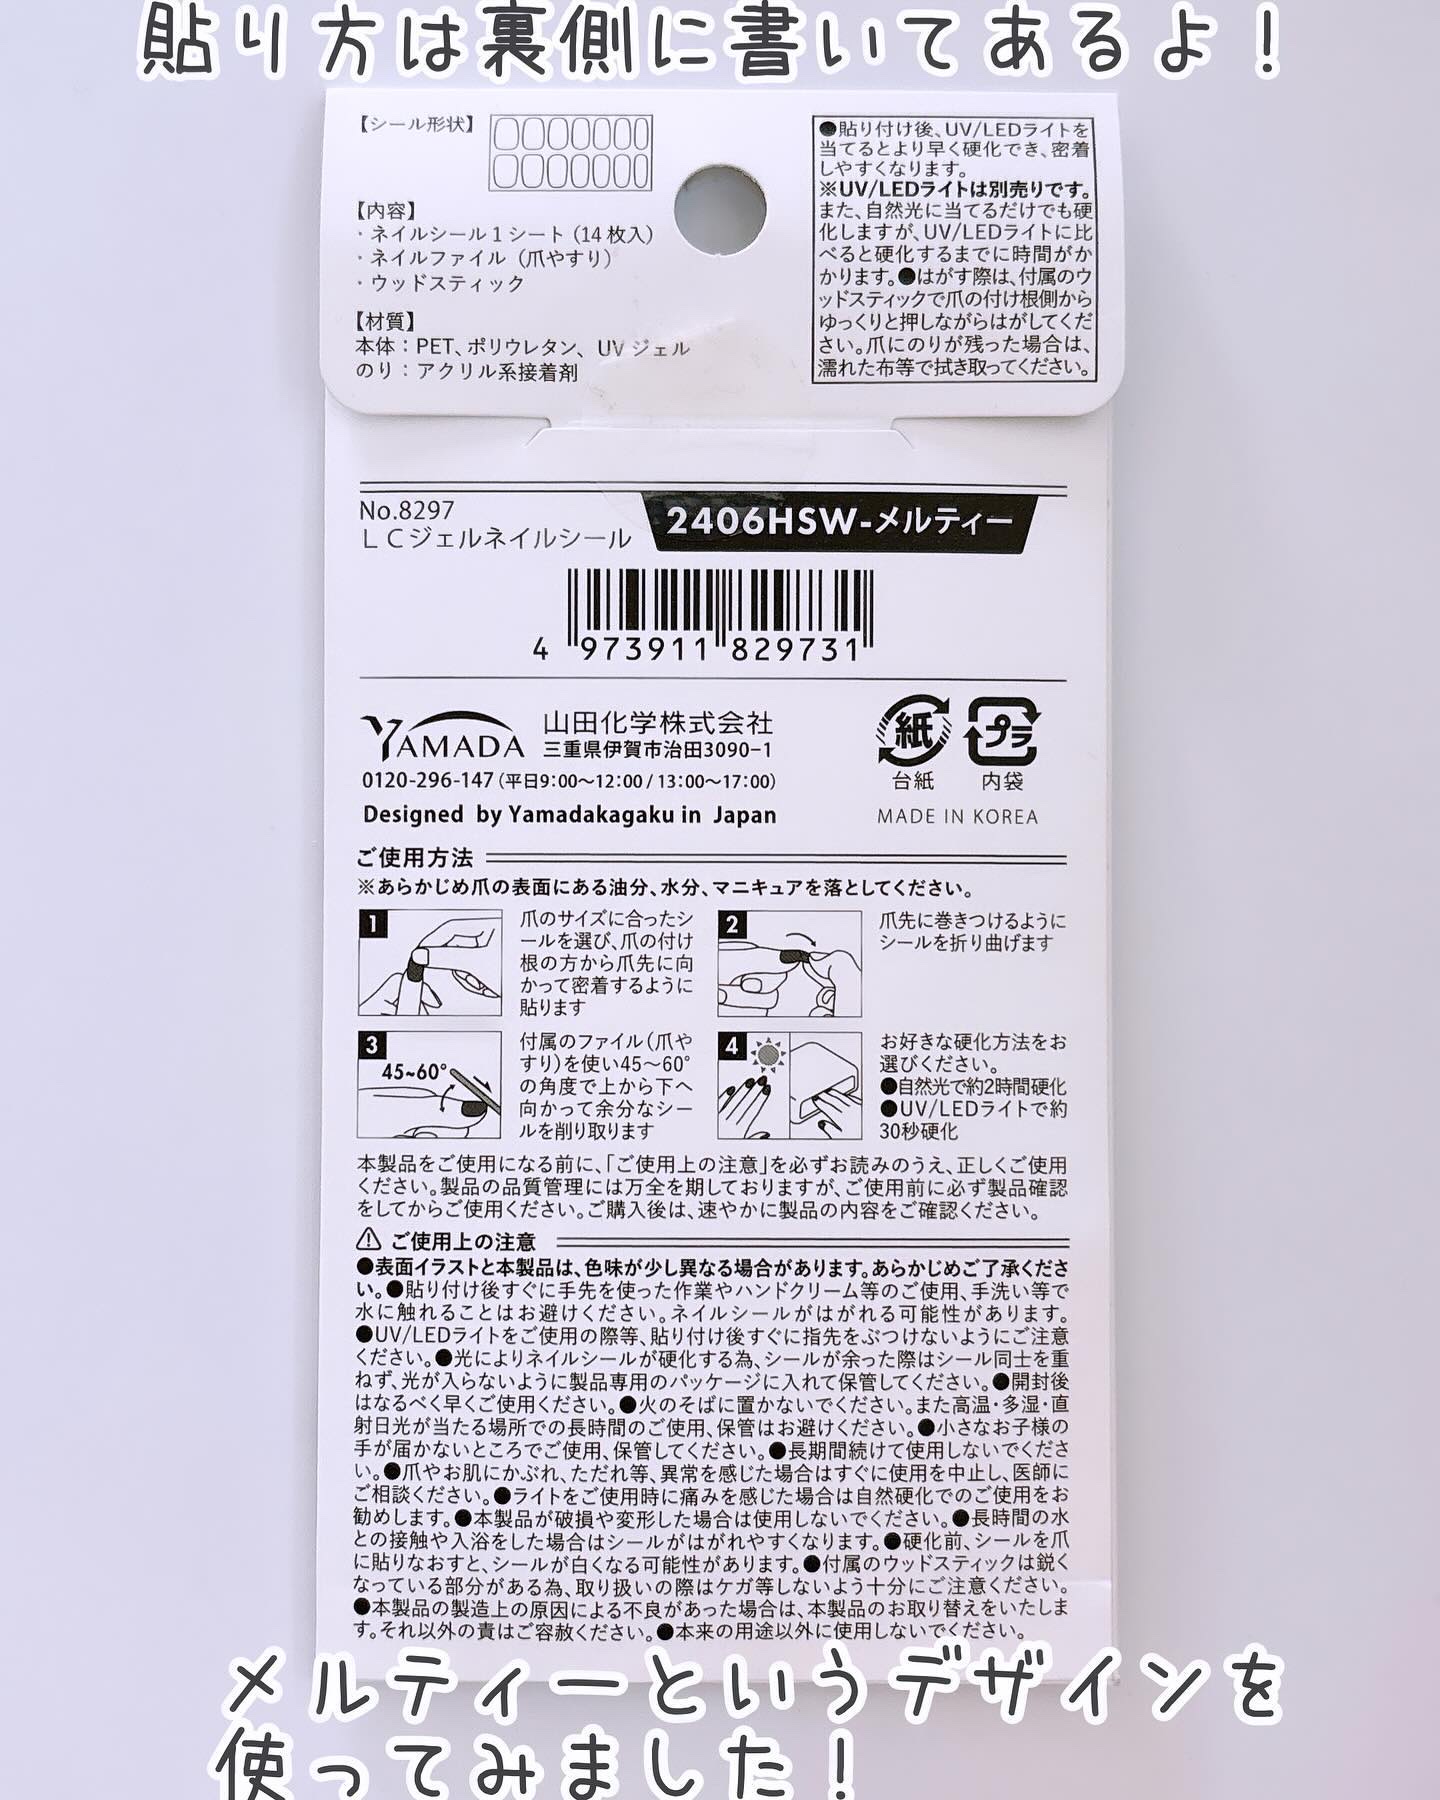 貼り方は裏側に書いてあるよ！
【シール形状】
【内容】
・ネイルシール1シート（14枚入）
・ネイルファイル（爪やすり）
・ウッドスティック
【材質】
本体：PET、ポリウレタン、UVジェル
のり：アクリル系接着剤
●貼り付け後、UV/LEDライトを
当てるとより早く硬化でき、密着
しやすくなります。
※UV/LEDライトは別売りです。
また、自然光に当てるだけでも硬
化しますが、UV/LEDライトに比
べると硬化するまでに時間がか
かります。●はがす際は、付属のウ
ッドスティックで爪の付け根側から
ゆっくりと押しながらはがしてくだ
さい。爪にのりが残った場合は、
濡れた布等で拭き取ってください。
No.8297
LCジェルネイルシール
2406HSW-メルティー
4 973911 829731
YAMADA
山田化学株式会社
三重県伊賀市治田3090-1
0120-296-147（平日9:00～12:00 / 13:00～17:00）
Designed by Yamadakagaku in Japan
紙
台紙
プラ
内袋
MADE IN KOREA
ご使用方法
※あらかじめ爪の表面にある油分、水分、マニキュアを落としてください。
1
爪のサイズに合ったシ
ールを選び、爪の付け
根の方から爪先に向
かって密着するように
貼ります
2
爪先に巻きつけるように
シールを折り曲げます
3
45~60°
付属のファイル（爪や
すり）を使い45～60°
の角度で上から下へ
向かって余分なシー
ルを削り取ります
4
お好きな硬化方法をお
選びください。
●自然光で約2時間硬化
●UV/LEDライトで約
30秒硬化
本製品をご使用になる前に、「ご使用上の注意」を必ずお読みのうえ、正しくご使用
ください。製品の品質管理には万全を期しておりますが、ご使用前に必ず製品確認
をしてからご使用ください。ご購入後は、速やかに製品の内容をご確認ください。
⚠ ご使用上の注意
●表面イラストと本製品は、色味が少し異なる場合があります。あらかじめご了承くださ
い。●貼り付け後すぐに手先を使った作業やハンドクリーム等のご使用、手洗い等で
水に触れることはお避けください。ネイルシールがはがれる可能性があります。
●UV/LEDライトをご使用の際等、貼り付け後すぐに指先をぶつけないようにご注意
ください。●光によりネイルシールが硬化する為、シールが余った際はシール同士を重
ねず、光が入らないように製品専用のパッケージに入れて保管してください。●開封後
はなるべく早くご使用ください。●火のそばに置かないでください。また高温・多湿・直
射日光が当たる場所での長時間のご使用、保管はお避けください。●小さなお子様の
手が届かないところでご使用、保管してください。●長期間続けて使用しないでくださ
い。●爪やお肌にかぶれ、ただれ等、異常を感じた場合はすぐに使用を中止し、医師に
ご相談ください。●ライトをご使用時に痛みを感じた場合は自然硬化でのご使用をお
勧めします。●本製品が破損や変形した場合は使用しないでください。●長時間の水
との接触や入浴をした場合はシールがはがれやすくなります。●硬化前、シールを爪
に貼りなおすと、シールが白くなる可能性があります。●付属のウッドスティックは鋭く
なっている部分がある為、取り扱いの際はケガ等しないよう十分にご注意ください。
●本製品の製造上の原因による不良があった場合は、本製品のお取り替えをいたしま
す。それ以外の責はご容赦ください。●本来の用途以外に使用しないでください。
メルティーというデザインを
使ってみました！